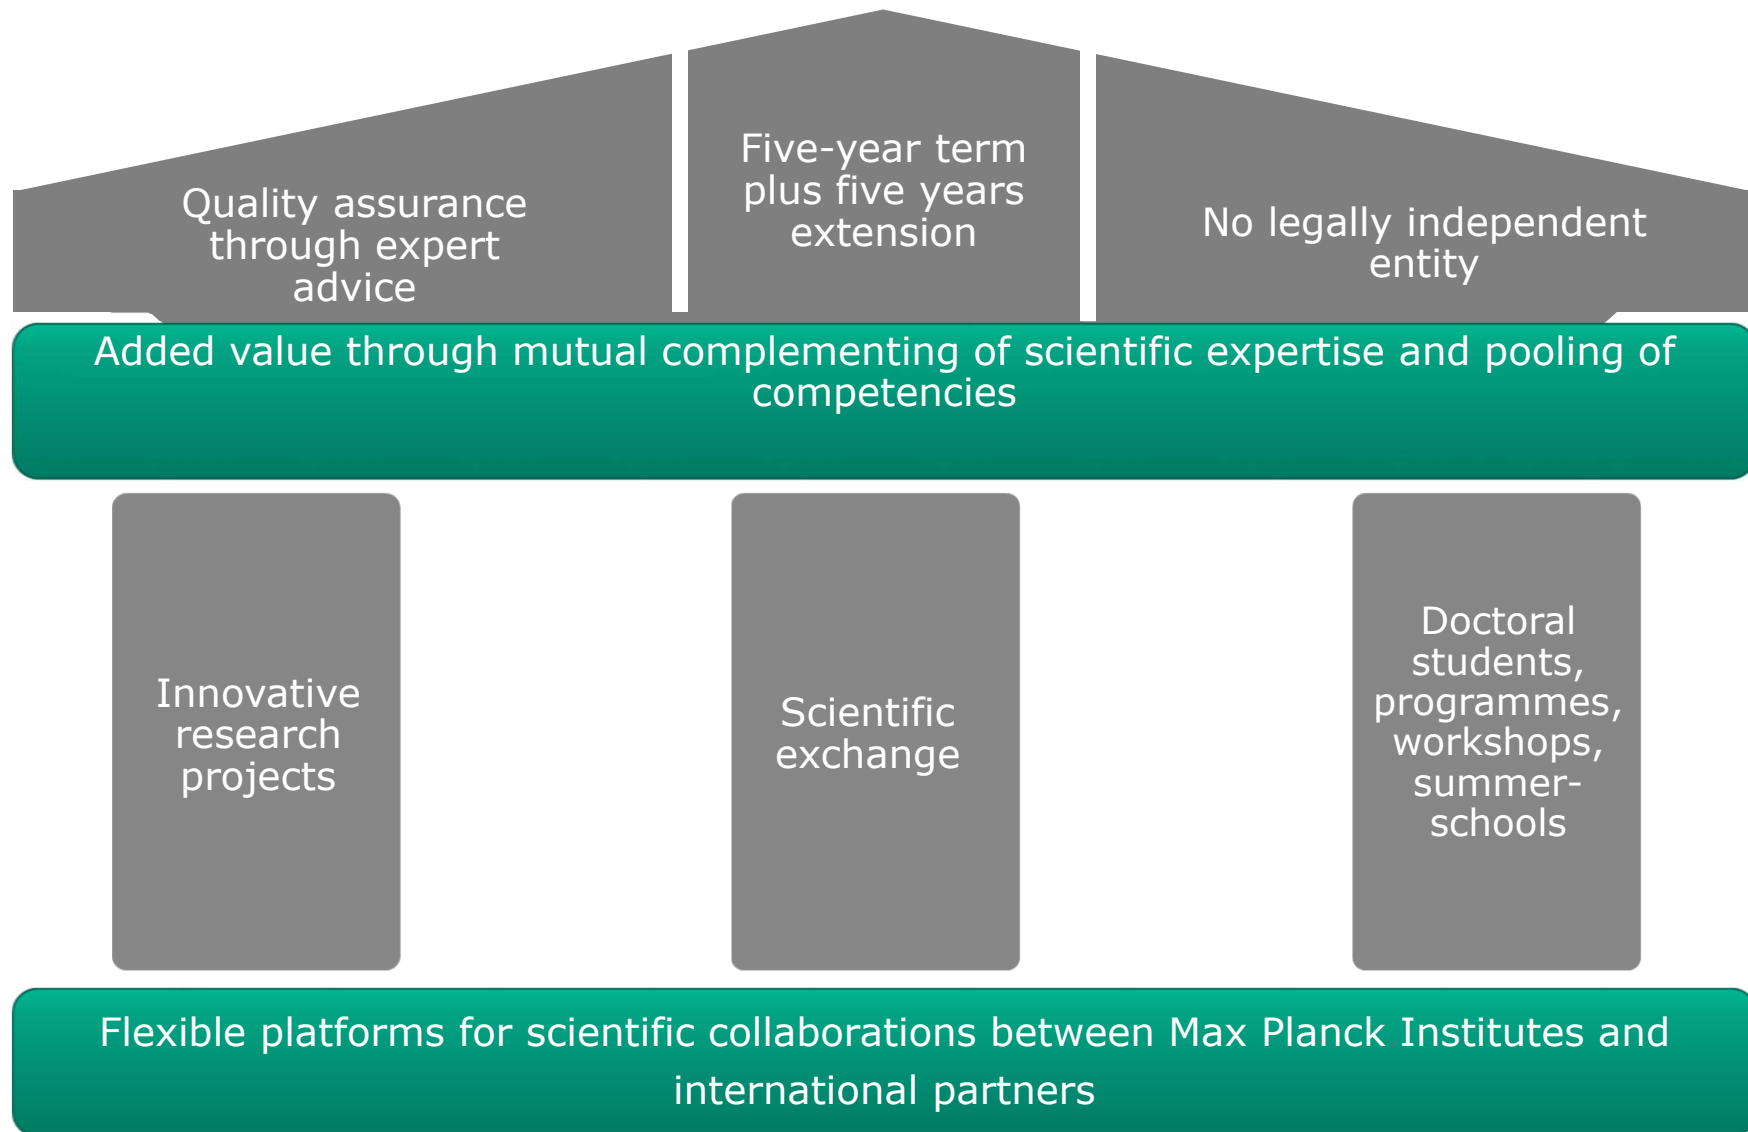 Quality assurance
through expert
advice
Five-year term
plus five years
extension
No legally independent
entity
Added value through mutual complementing of scientific expertise and pooling of
competencies
Innovative
research
projects
Scientific
exchange
Doctoral
students,
programmes,
workshops,
summer-
schools
Flexible platforms for scientific collaborations between Max Planck Institutes and
international partners